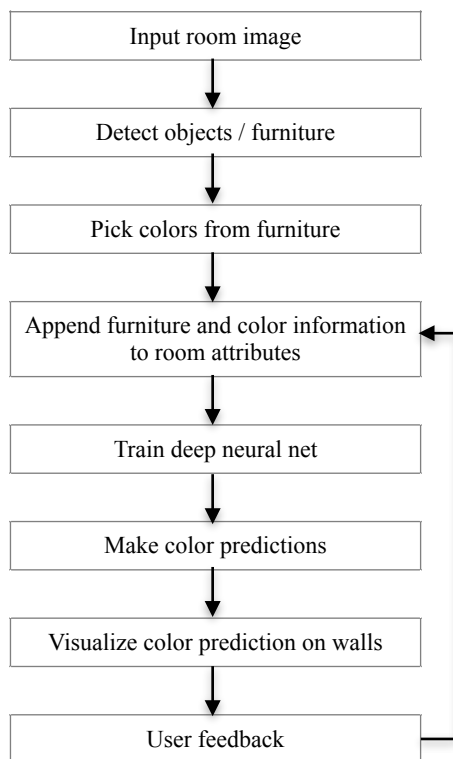 Input room image
Detect objects / furniture
Pick colors from furniture
Append furniture and color information
to room attributes
Train deep neural net
Make color predictions
Visualize color prediction on walls
User feedback